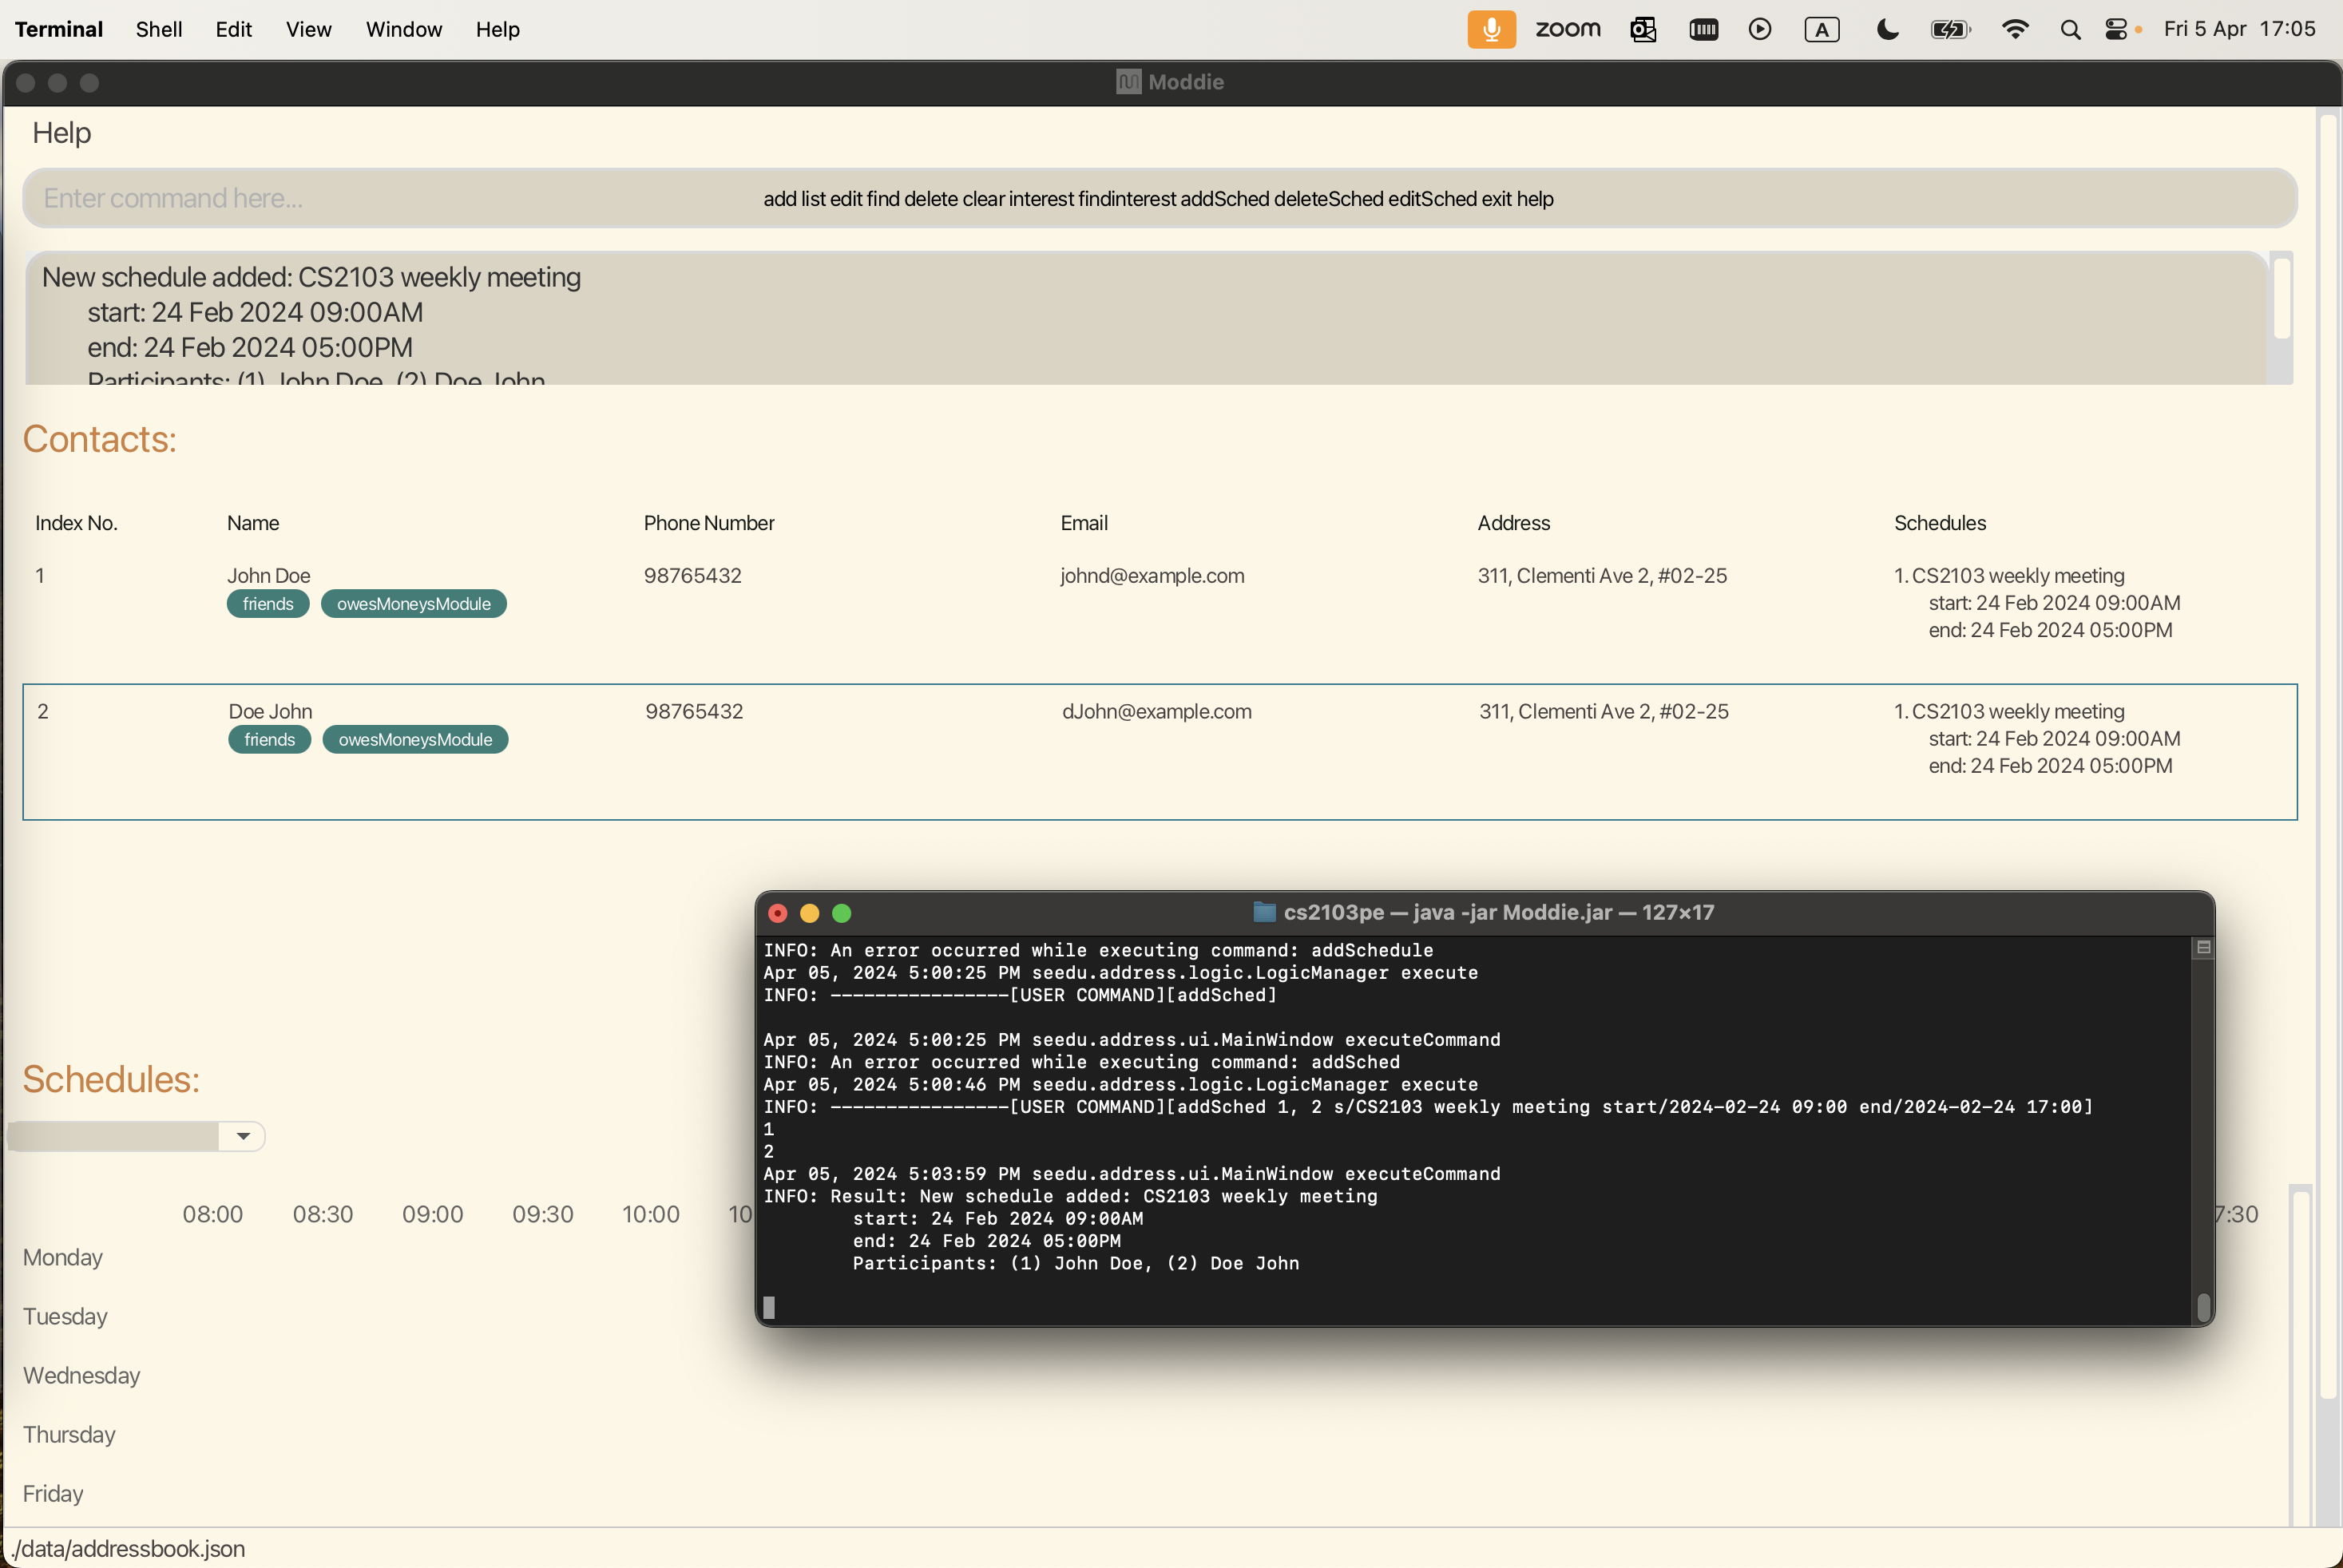 Terminal Shell Edit View Window Help zoom A Fri 5 Apr 17:05
Moddie
Help
Enter command here... add list edit find delete clear interest findinterest addSched deleteSched editSched exit help
New schedule added: CS2103 weekly meeting
start: 24 Feb 2024 09:00AM
end: 24 Feb 2024 05:00PM
Participants: (1) John Doe, (2) Doe John
Contacts:
Index No. Name Phone Number Email Address Schedules
1 John Doe 98765432 johnd@example.com 311, Clementi Ave 2, #02-25 1. CS2103 weekly meeting
friends owesMoneysModule start: 24 Feb 2024 09:00AM
end: 24 Feb 2024 05:00PM
2 Doe John 98765432 dJohn@example.com 311, Clementi Ave 2, #02-25 1. CS2103 weekly meeting
friends owesMoneysModule start: 24 Feb 2024 09:00AM
end: 24 Feb 2024 05:00PM
cs2103pe — java -jar Moddie.jar — 127×17
INFO: An error occurred while executing command: addSchedule
Apr 05, 2024 5:00:25 PM seedu.address.logic.LogicManager execute
INFO: ----------------[USER COMMAND][addSched]
Apr 05, 2024 5:00:25 PM seedu.address.ui.MainWindow executeCommand
INFO: An error occurred while executing command: addSched
Apr 05, 2024 5:00:46 PM seedu.address.logic.LogicManager execute
INFO: ----------------[USER COMMAND][addSched 1, 2 s/CS2103 weekly meeting start/2024-02-24 09:00 end/2024-02-24 17:00]
1
2
Apr 05, 2024 5:03:59 PM seedu.address.ui.MainWindow executeCommand
INFO: Result: New schedule added: CS2103 weekly meeting
start: 24 Feb 2024 09:00AM
end: 24 Feb 2024 05:00PM
Participants: (1) John Doe, (2) Doe John
Schedules:
08:00 08:30 09:00 09:30 10:00 10 7:30
Monday
Tuesday
Wednesday
Thursday
Friday
./data/addressbook.json